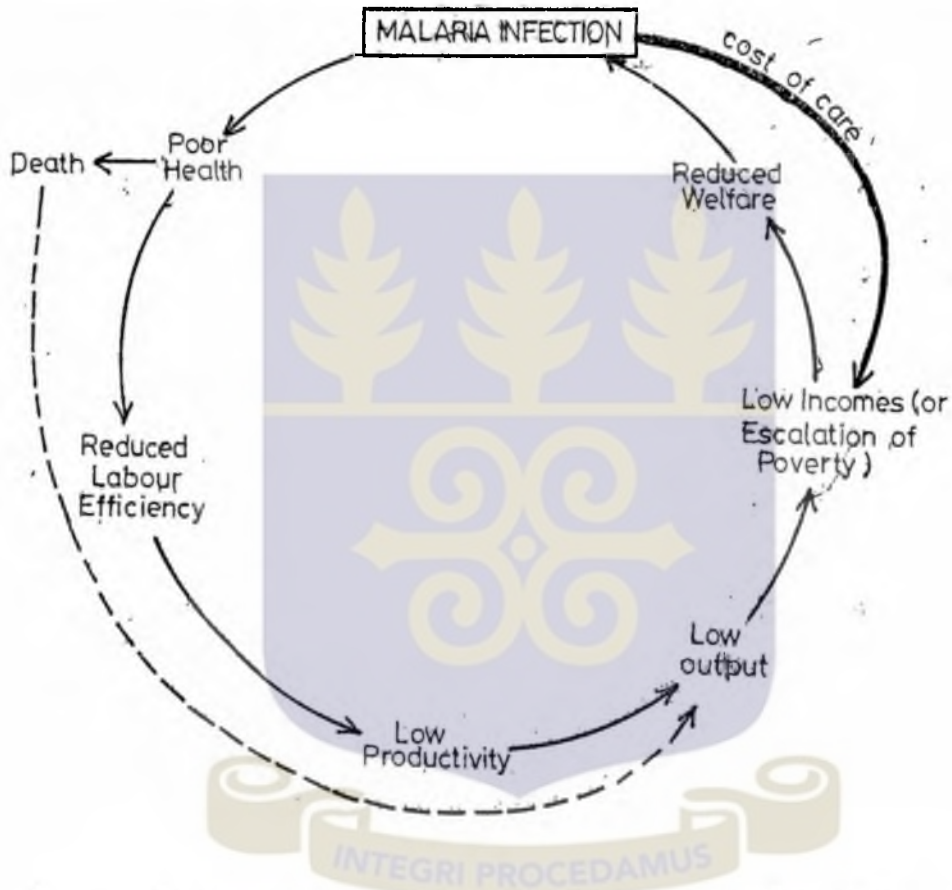 MALARIA INFECTION
cost of care
Poor
Health
Death
Reduced
Welfare
Low Incomes (or
Escalation of
Poverty)
Reduced
Labour
Efficiency
Low
output
Low
Productivity
INTEGRI PROCEDAMUS